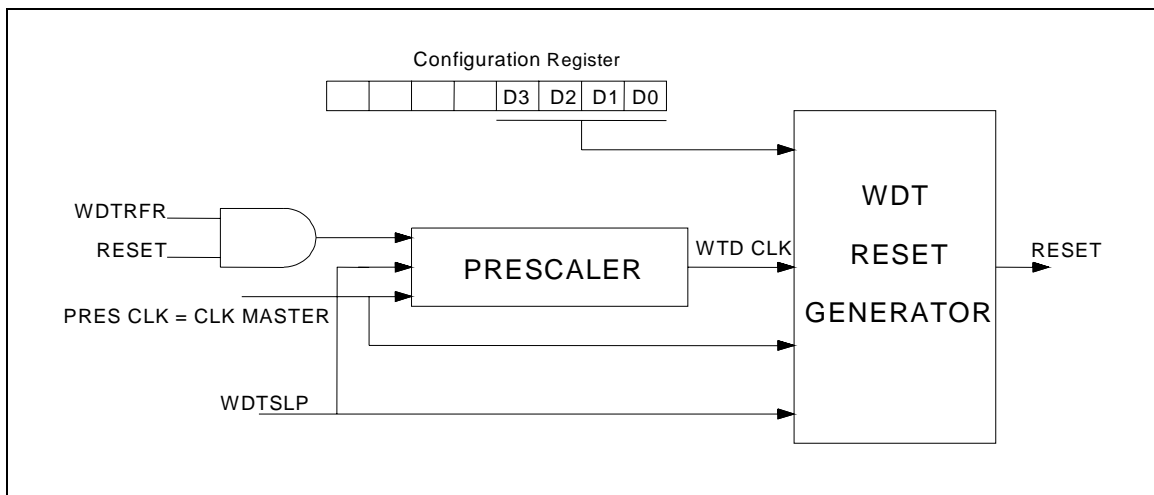 Configuration Register
D3 D2 D1 D0
WDTRFR
RESET
PRES CLK = CLK MASTER
WDTSLP
PRESCALER
WTD CLK
WDT
RESET
GENERATOR
RESET